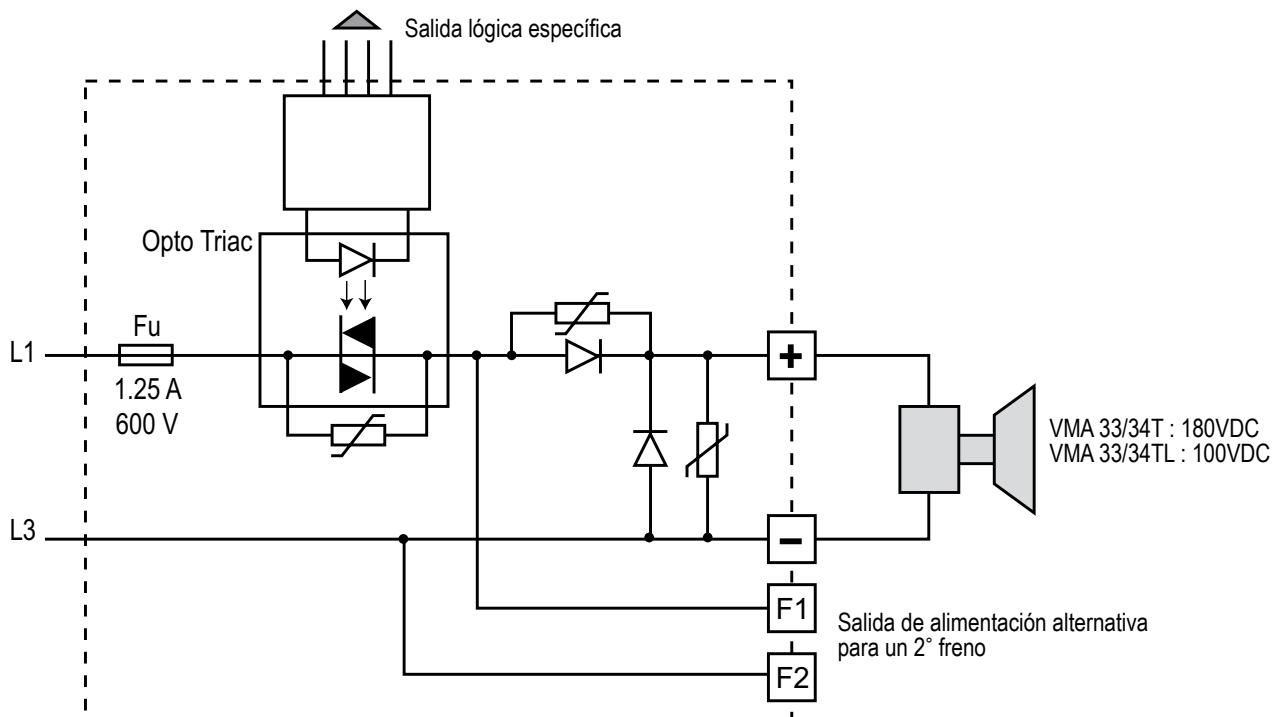 Salida lógica específica
Opto Triac
Fu
L1
1.25 A
600 V
+
VMA 33/34T : 180VDC
VMA 33/34TL : 100VDC
L3
–
F1
Salida de alimentación alternativa
para un 2° freno
F2